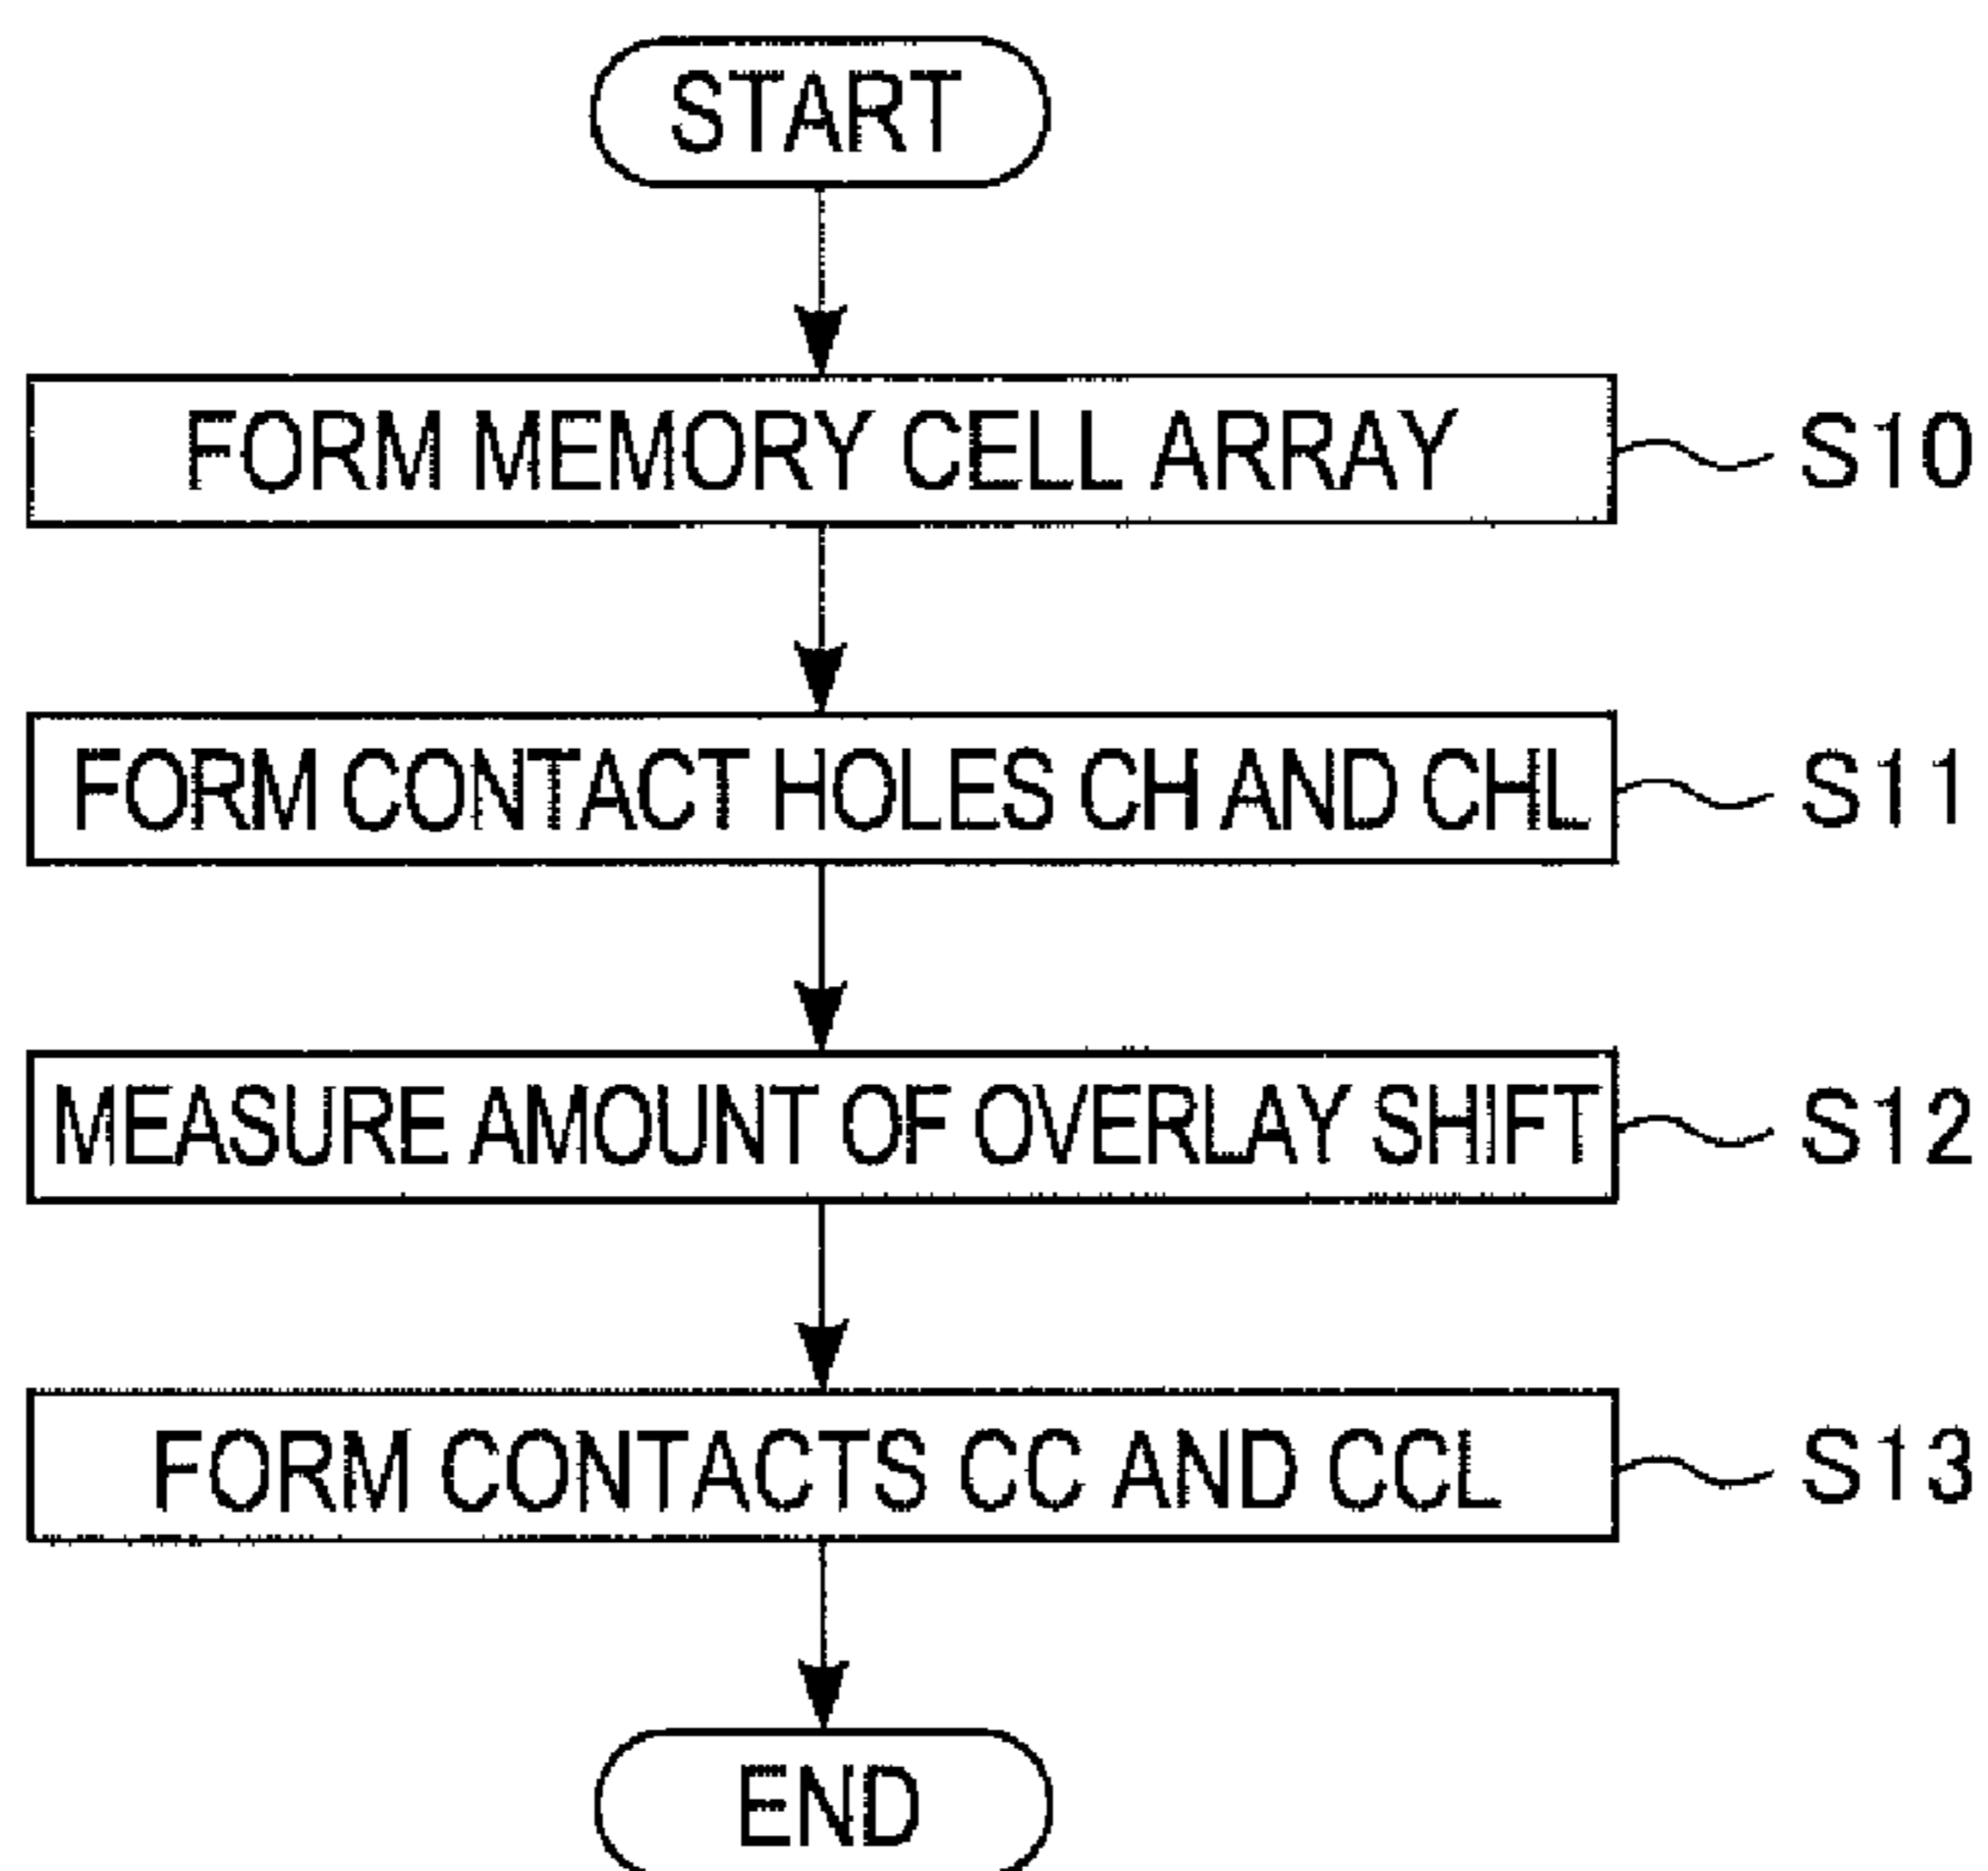 START
FORM MEMORY CELL ARRAY S10
FORM CONTACT HOLES CH AND CHL S11
MEASURE AMOUNT OF OVERLAY SHIFT S12
FORM CONTACTS CC AND CCL S13
END